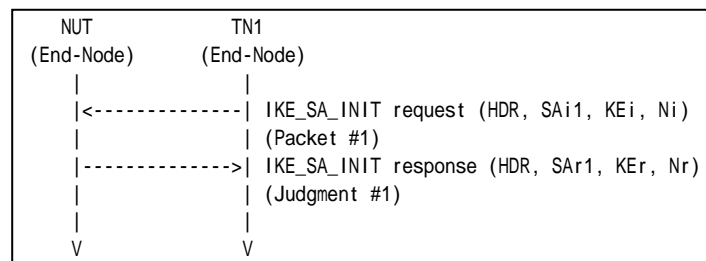 NUT TN1
(End-Node) (End-Node)
| |
|<--------------| IKE_SA_INIT request (HDR, SAi1, KEi, Ni)
| | (Packet #1)
|-------------->| IKE_SA_INIT response (HDR, SAr1, KEr, Nr)
| | (Judgment #1)
| |
V V